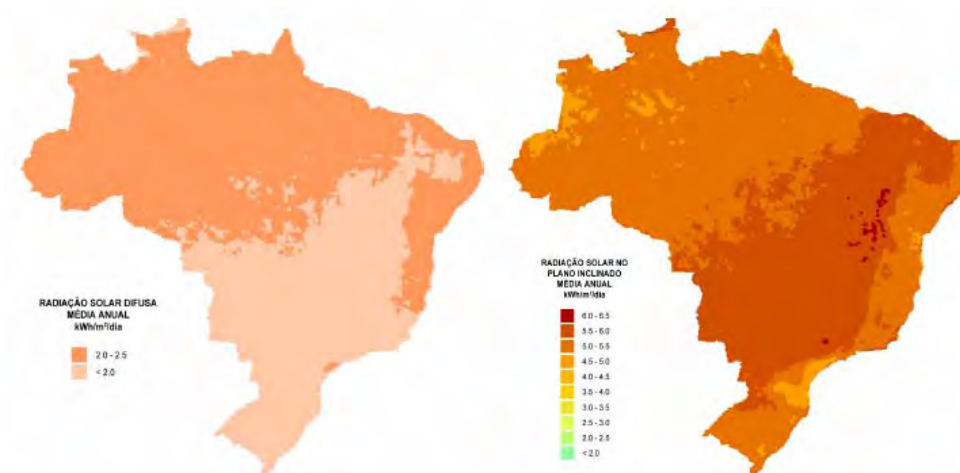 RADIAÇÃO SOLAR DIFUSA
MÉDIA ANUAL
kWh/m²/dia
2.0 - 2.5
< 2.0
RADIAÇÃO SOLAR NO
PLANO INCLINADO
MÉDIA ANUAL
kWh/m²/dia
6.0 - 6.5
5.5 - 6.0
5.0 - 5.5
4.5 - 5.0
4.0 - 4.5
3.5 - 4.0
3.0 - 3.5
2.5 - 3.0
2.0 - 2.5
< 2.0